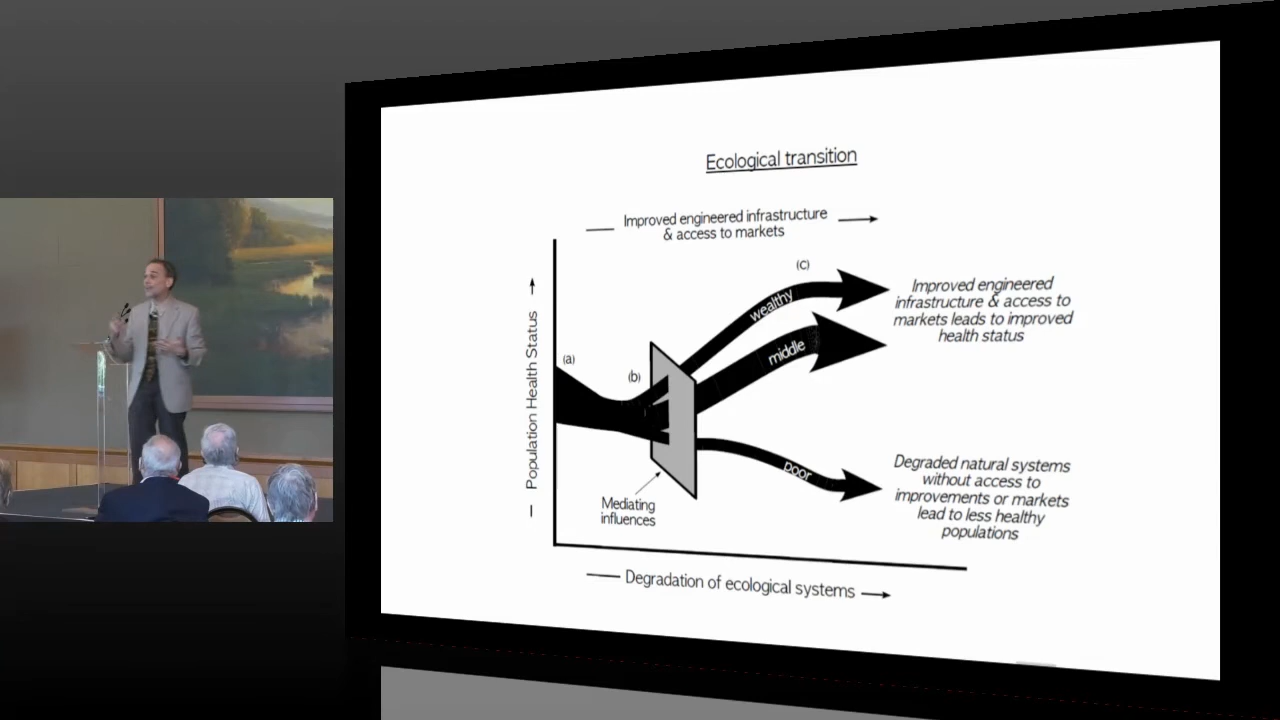 Ecological transition
Improved engineered infrastructure
& access to markets
Population Health Status
(a)
(b)
(c)
wealthy
middle
poor
Improved engineered
infrastructure & access to
markets leads to improved
health status
Degraded natural systems
without access to
improvements or markets
lead to less healthy
populations
Mediating
influences
Degradation of ecological systems